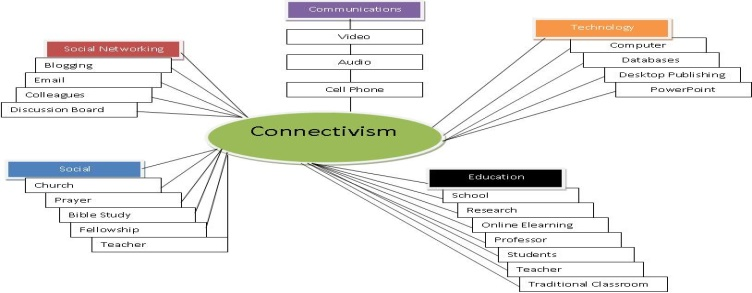 Communications
Video
Audio
Cell Phone
Social Networking
Blogging
Email
Colleagues
Discussion Board
Technology
Computer
Databases
Desktop Publishing
PowerPoint
Connectivism
Social
Church
Prayer
Bible Study
Fellowship
Teacher
Education
School
Research
Online Elearning
Professor
Students
Teacher
Traditional Classroom